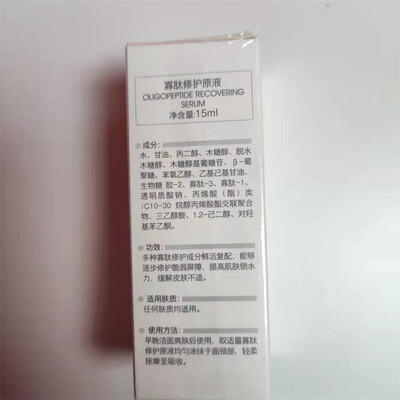 寡肽修护原液
OLIGOPEPTIDE RECOVERING
SERUM
净含量:15ml
成分:
水、甘油、丙二醇、木糖醇、脱水
木糖醇、木糖醇基葡糖苷、β-葡
聚糖、苯氧乙醇、乙基己基甘油、
生物糖 胶-2、寡肽-3、寡肽-1、
透明质酸钠、丙烯酸(酯)类
/C10-30 烷醇丙烯酸酯交联聚合
物、三乙醇胺、1,2-己二醇、对羟
基苯乙酮。
功效:
多种寡肽修护成分鲜活复配,能够
逐步修护脆弱屏障,提高肌肤锁水
力,缓解皮肤不适。
适用肤质:
任何肤质均适用。
使用方法:
早晚洁面爽肤后使用,取适量寡肽
修护原液均匀涂抹于面颈部,轻柔
按摩至吸收。